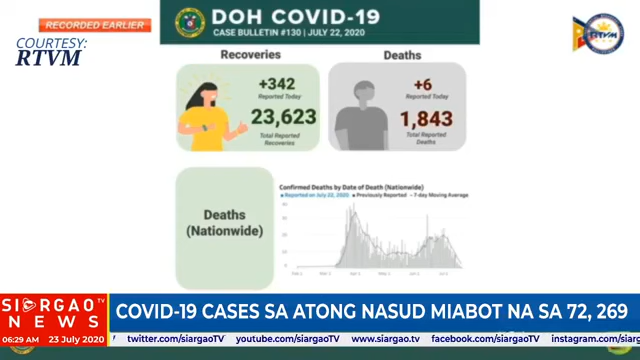 RECORDED EARLIER
COURTESY:
RTVM
DOH COVID-19
CASE BULLETIN #130 | JULY 22, 2020
RTVM
Recoveries
Deaths
+342
Reported Today
23,623
Total Reported
Recoveries
+6
Reported Today
1,843
Total Reported
Deaths
Deaths
(Nationwide)
Confirmed Deaths by Date of Death (Nationwide)
Reported on July 22, 2020 Previously Reported 7-day Moving Average
SIARGAO TV
NEWS
COVID-19 CASES SA ATONG NASUD MIABOT NA SA 72, 269
06:29 AM 23 July 2020 / twitter.com/siargaoTV youtube.com/siargaoTV www.siargao.tv facebook.com/siargaoTV instagram.com/siarg